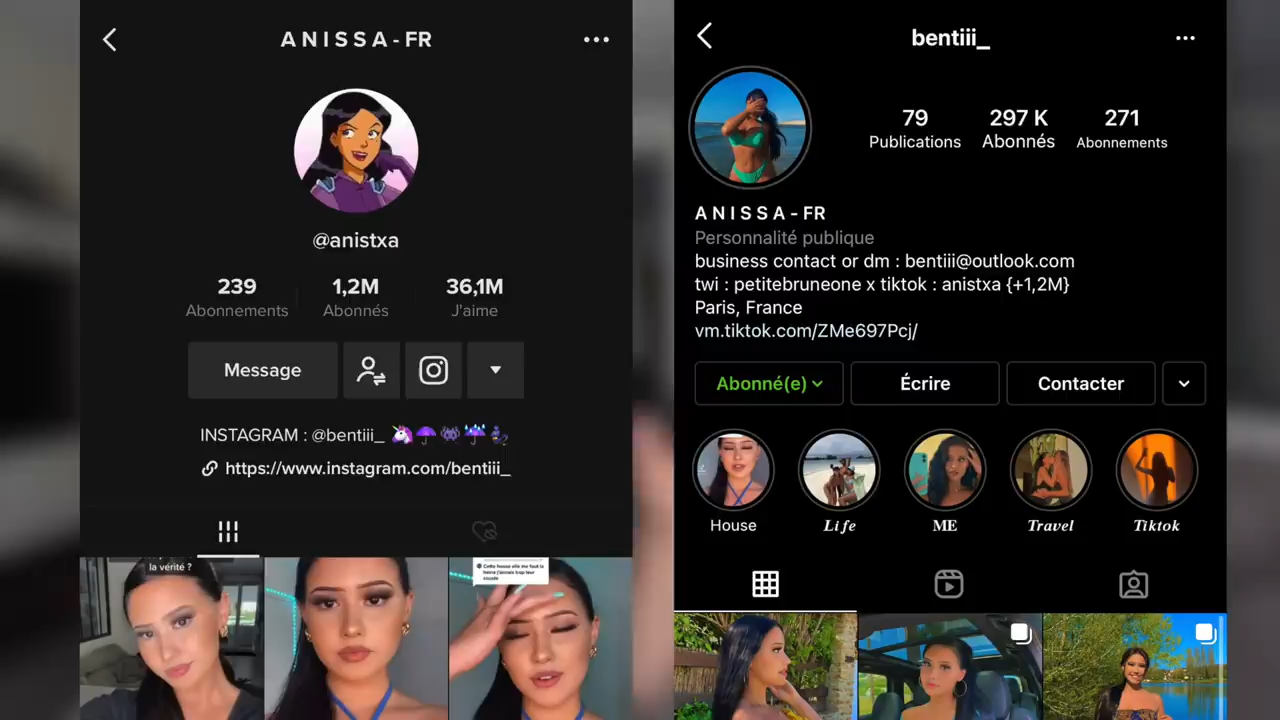 A N I S S A - FR
@anistxa
239
Abonnements
1,2M
Abonnés
36,1M
J'aime
Message
INSTAGRAM : @bentiii_ 🦄☂️👾☔🧞‍♀️
https://www.instagram.com/bentiii_
la vérité ?
bentiii_
79
Publications
297 K
Abonnés
271
Abonnements
A N I S S A - FR
Personnalité publique
business contact or dm : bentiii@outlook.com
twi : petitebruneone x tiktok : anistxa {+1,2M}
Paris, France
vm.tiktok.com/ZMe697Pcj/
Abonné(e)
Écrire
Contacter
House
Life
ME
Travel
Tiktok